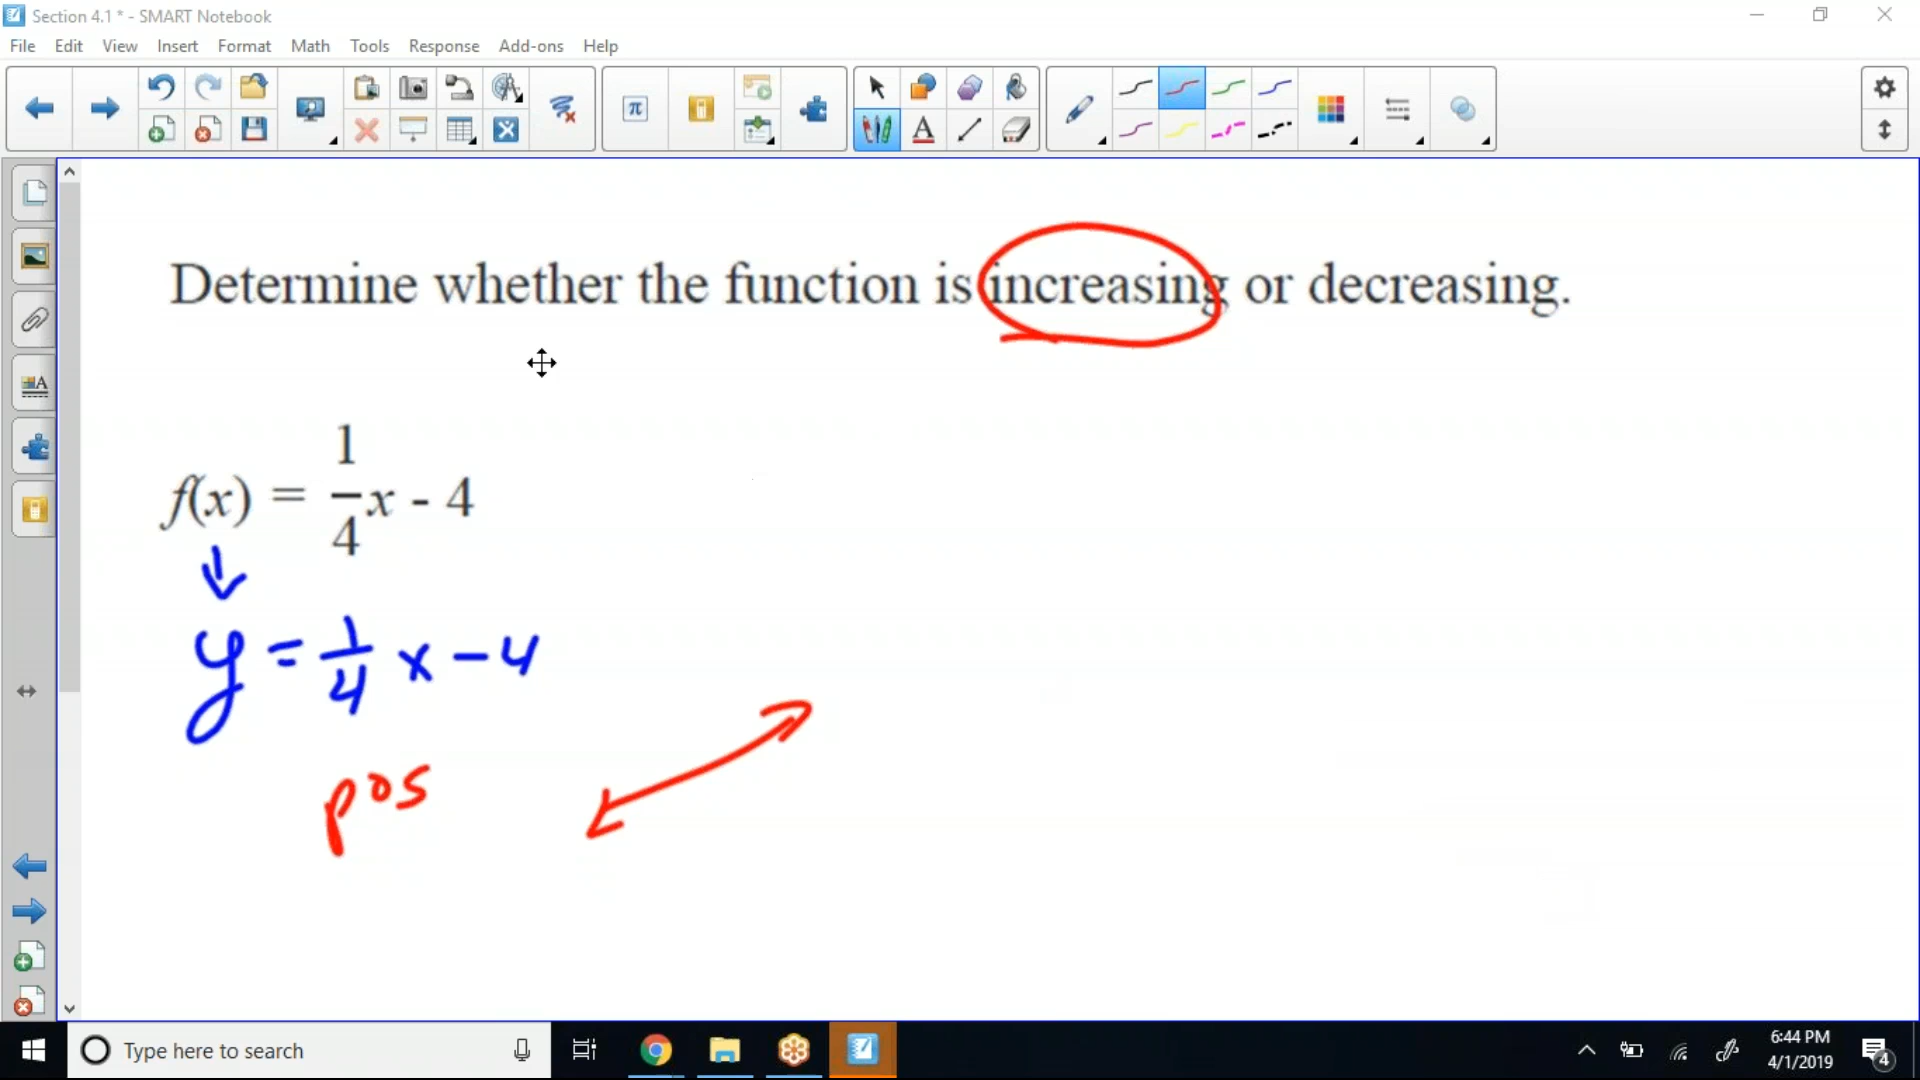 Section 4.1 * - SMART Notebook
File Edit View Insert Format Math Tools Response Add-ons Help
Determine whether the function is increasing or decreasing.
f(x) = 1/4 x - 4
y = 1/4 x - 4
pos
Type here to search
6:44 PM
4/1/2019
4